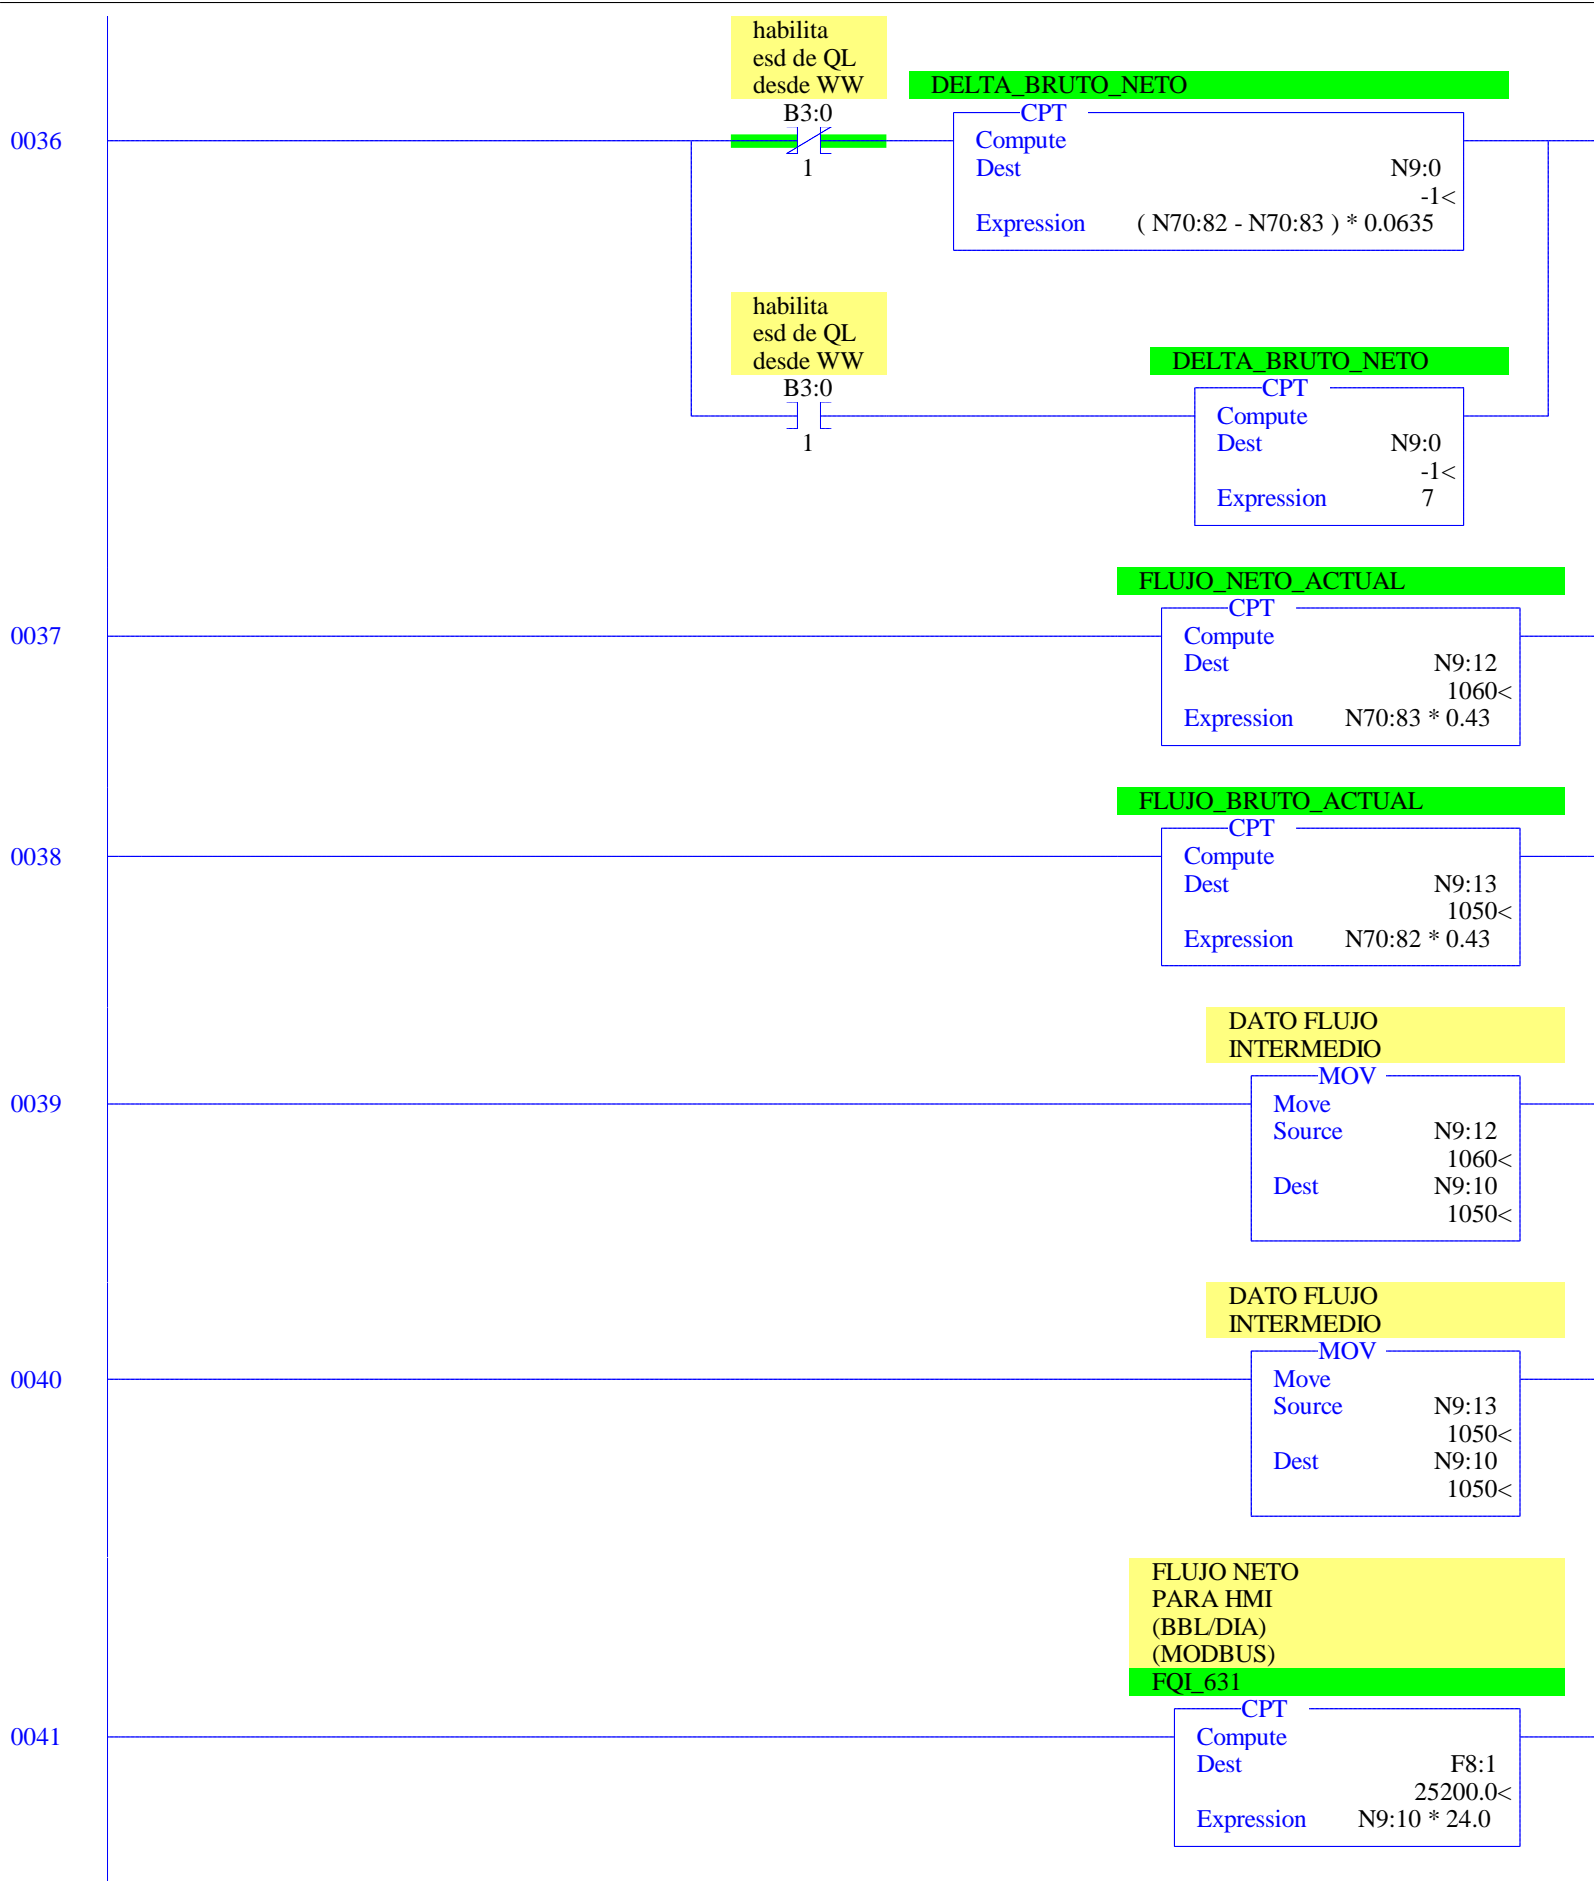 habilita
esd de QL
desde WW
DELTA_BRUTO_NETO
B3:0
CPT
0036
Compute
1
Dest
N9:0
-1<
Expression ( N70:82 - N70:83 ) * 0.0635
habilita
esd de QL
desde WW
DELTA_BRUTO_NETO
B3:0
CPT
Compute
1
Dest N9:0
-1<
Expression 7
FLUJO_NETO_ACTUAL
CPT
0037
Compute
Dest N9:12
1060<
Expression N70:83 * 0.43
FLUJO_BRUTO_ACTUAL
CPT
0038
Compute
Dest N9:13
1050<
Expression N70:82 * 0.43
DATO FLUJO
INTERMEDIO
MOV
0039
Move
Source N9:12
1060<
Dest N9:10
1050<
DATO FLUJO
INTERMEDIO
MOV
0040
Move
Source N9:13
1050<
Dest N9:10
1050<
FLUJO NETO
PARA HMI
(BBL/DIA)
(MODBUS)
FQI_631
CPT
0041
Compute
Dest F8:1
25200.0<
Expression N9:10 * 24.0